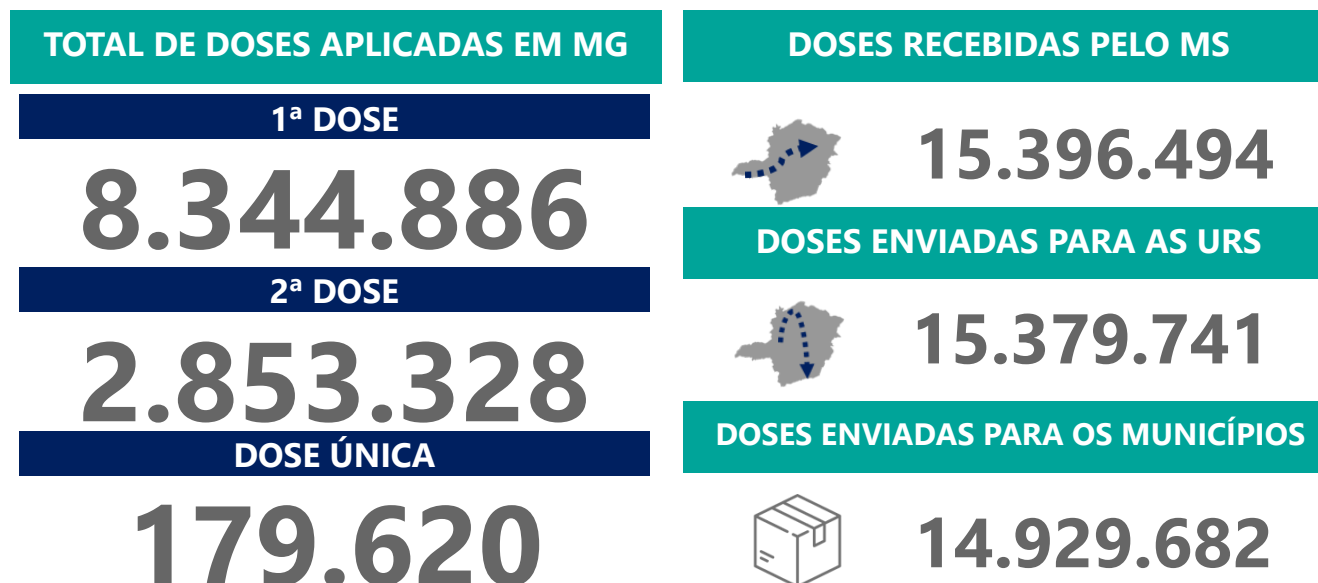 TOTAL DE DOSES APLICADAS EM MG
1ª DOSE
8.344.886
2ª DOSE
2.853.328
DOSE ÚNICA
179.620
DOSES RECEBIDAS PELO MS
15.396.494
DOSES ENVIADAS PARA AS URS
15.379.741
DOSES ENVIADAS PARA OS MUNICÍPIOS
14.929.682